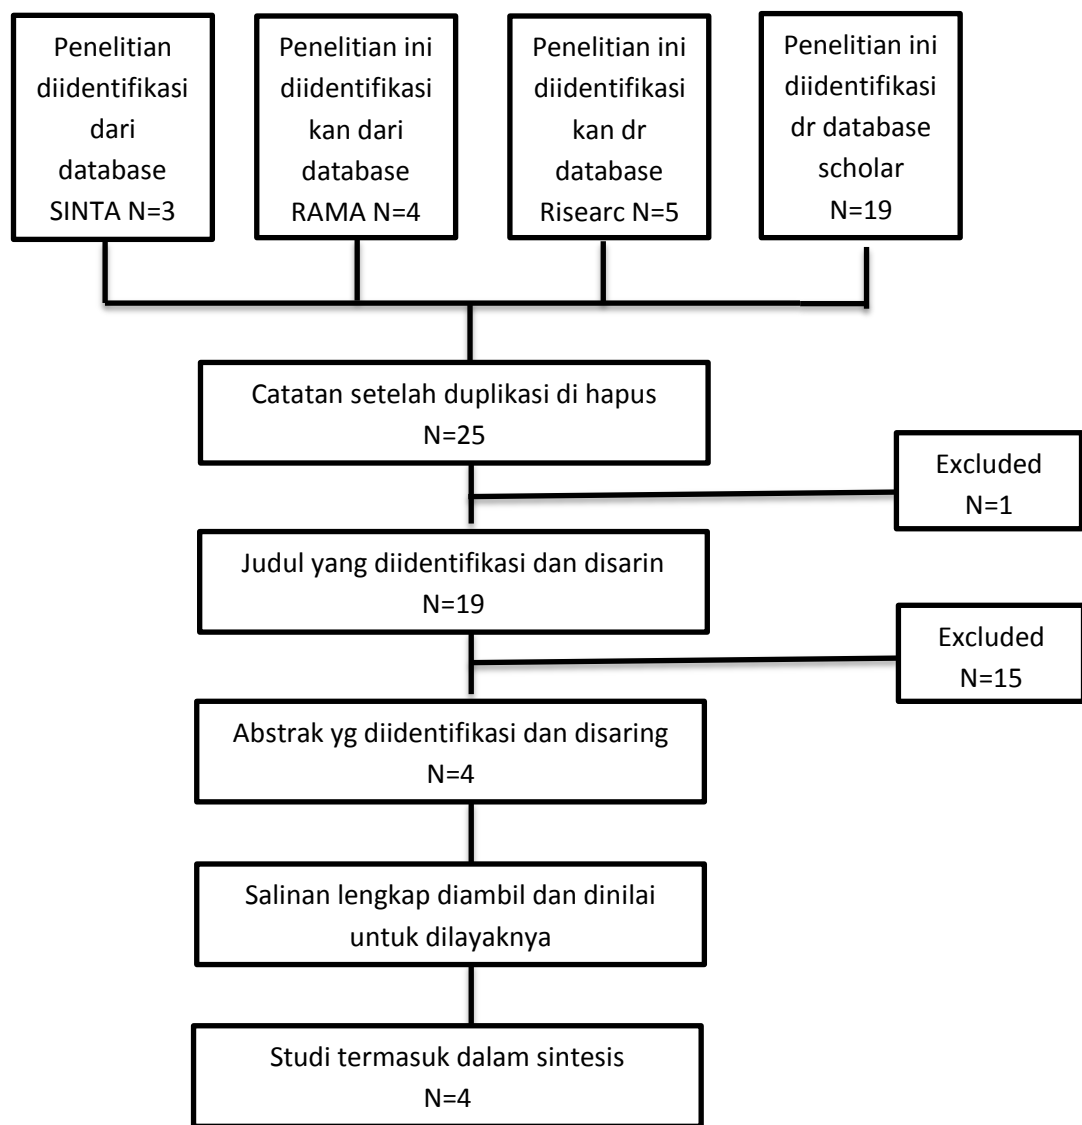 Penelitian
diidentifikasi
dari
database
SINTA N=3
Penelitian ini
diidentifikasi
kan dari
database
RAMA N=4
Penelitian ini
diidentifikasi
kan dr
database
Risearc N=5
Penelitian ini
diidentifikasi
dr database
scholar
N=19
Catatan setelah duplikasi di hapus
N=25
Excluded
N=1
Judul yang diidentifikasi dan disarin
N=19
Excluded
N=15
Abstrak yg diidentifikasi dan disaring
N=4
Salinan lengkap diambil dan dinilai
untuk dilayaknya
Studi termasuk dalam sintesis
N=4